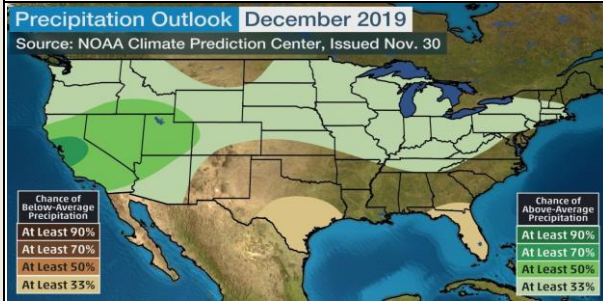 Precipitation Outlook December 2019
Source: NOAA Climate Prediction Center, Issued Nov. 30
Chance of
Below-Average
Precipitation
At Least 90%
At Least 70%
At Least 50%
At Least 33%
Chance of
Above-Average
Precipitation
At Least 90%
At Least 70%
At Least 50%
At Least 33%